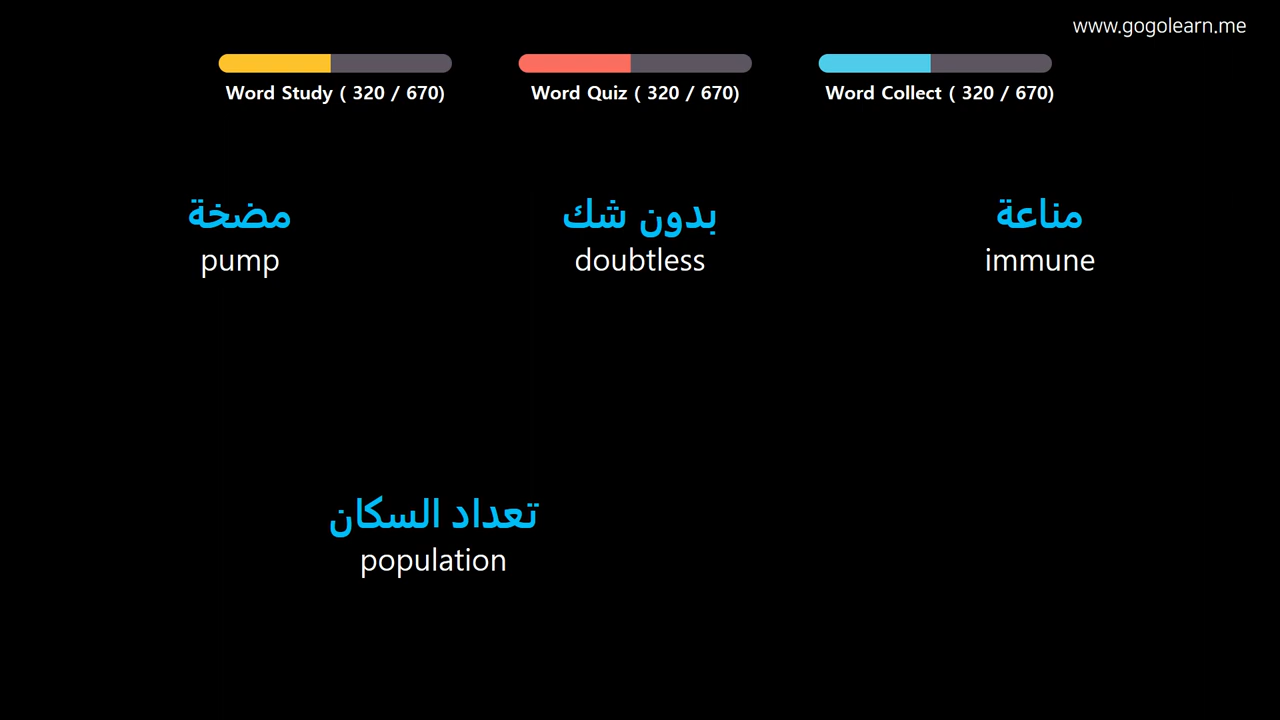 www.gogolearn.me
Word Study ( 320 / 670)
Word Quiz ( 320 / 670)
Word Collect ( 320 / 670)
مضخة
pump
بدون شك
doubtless
مناعة
immune
تعداد السكان
population